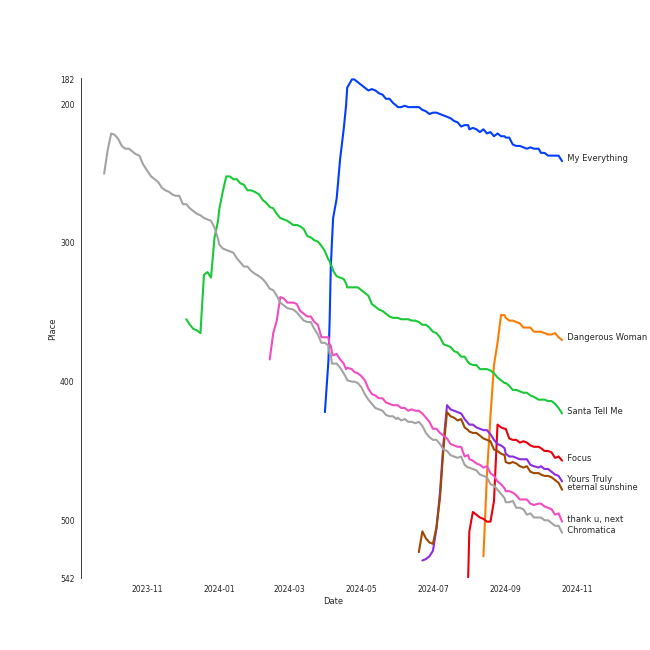 182
200
300
400
500
542
Place
2023-11
2024-01
2024-03
2024-05
2024-07
2024-09
2024-11
Date
My Everything
Dangerous Woman
Santa Tell Me
Focus
Yours Truly
eternal sunshine
thank u, next
Chromatica